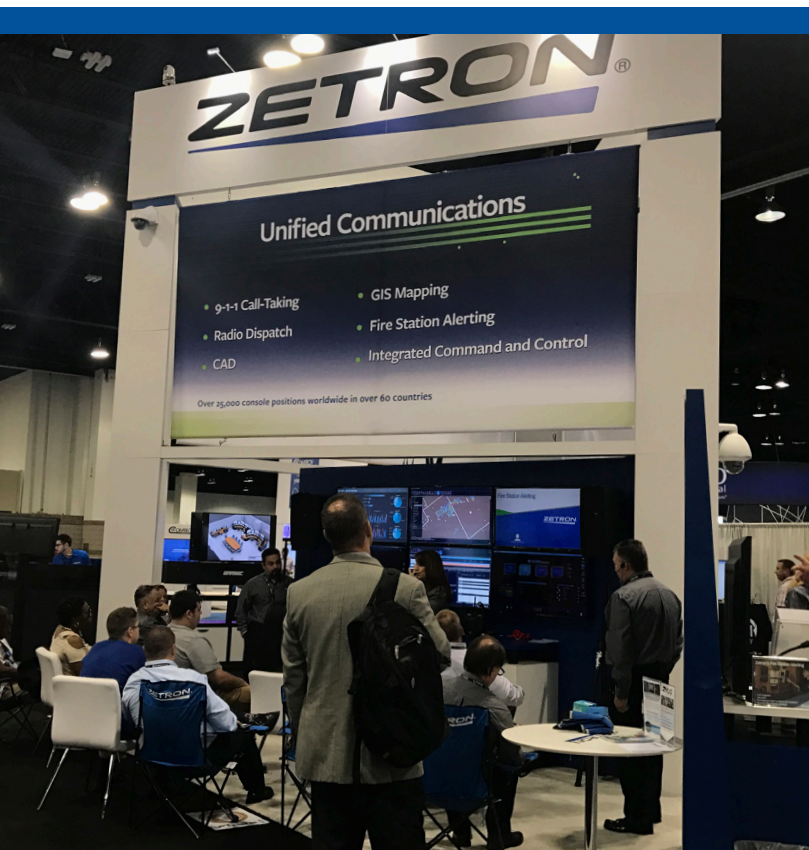 ZETRON®
Unified Communications
• 9-1-1 Call-Taking
• Radio Dispatch
• CAD
• GIS Mapping
• Fire Station Alerting
• Integrated Command and Control
Over 25,000 console positions worldwide in over 60 countries
Fire Station Alerting
ZETRON
ZETRON